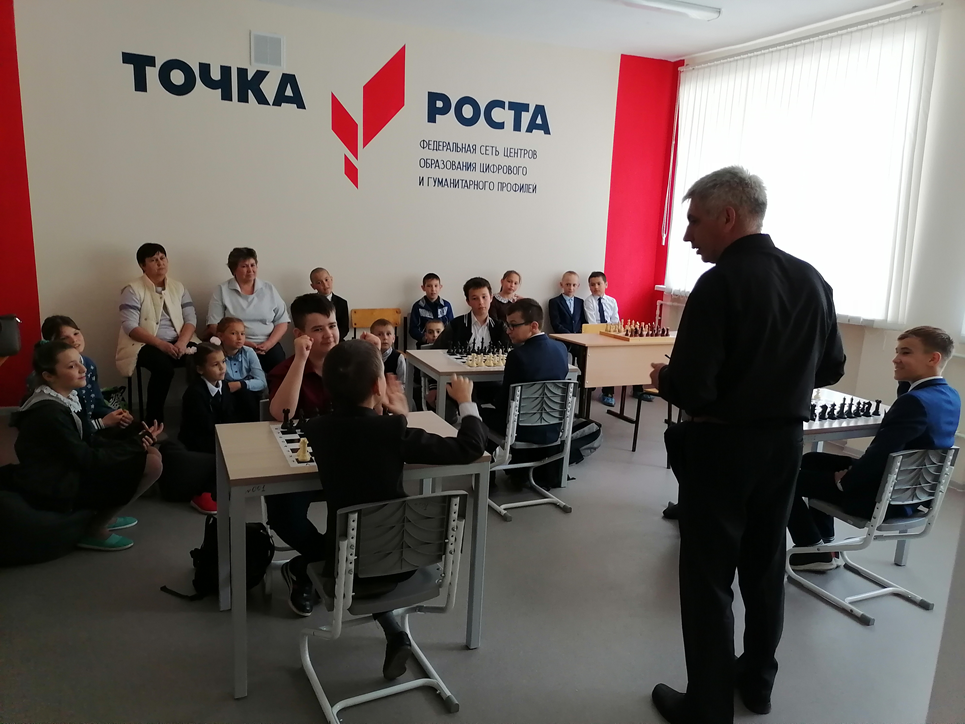 ТОЧКА
РОСТА
ФЕДЕРАЛЬНАЯ СЕТЬ ЦЕНТРОВ
ОБРАЗОВАНИЯ ЦИФРОВОГО
И ГУМАНИТАРНОГО ПРОФИЛЕЙ